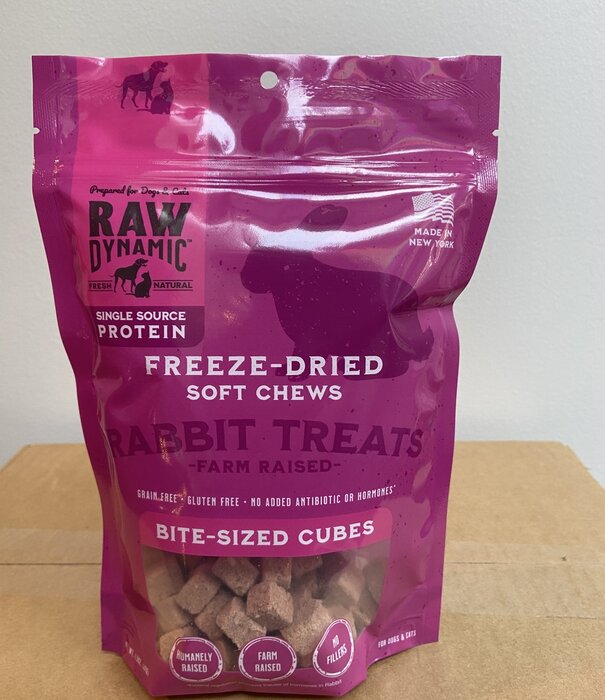 Prepared for Dogs & Cats
RAW
DYNAMIC™
FRESH NATURAL
SINGLE SOURCE
PROTEIN
MADE IN
NEW YORK
FREEZE-DRIED
SOFT CHEWS
RABBIT TREATS
-FARM RAISED-
GRAIN FREE • GLUTEN FREE • NO ADDED ANTIBIOTIC OR HORMONES*
BITE-SIZED CUBES
HUMANELY
RAISED
FARM
RAISED
NO
FILLERS
FOR DOGS & CATS